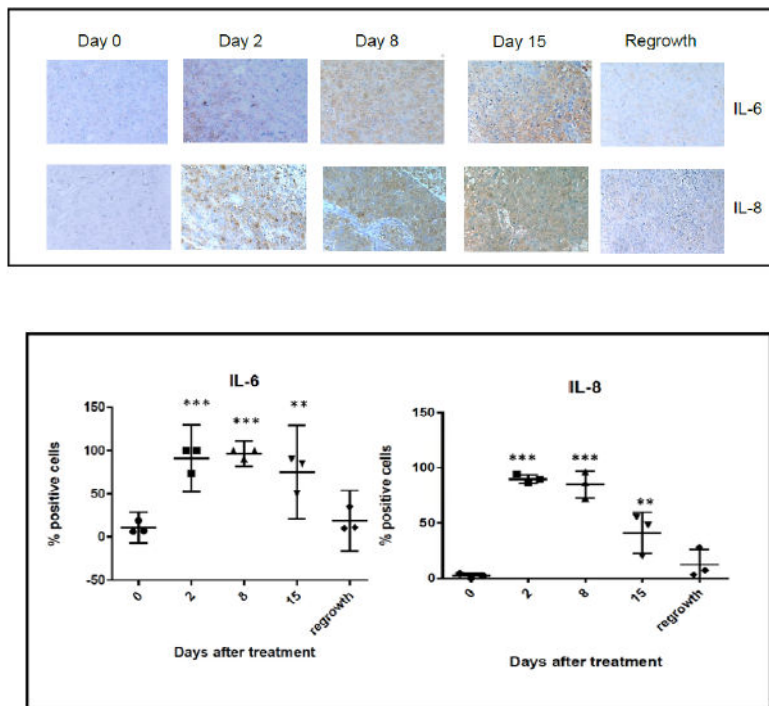 Day 0 Day 2 Day 8 Day 15 Regrowth
IL-6
IL-8
IL-6
% positive cells
150
100
50
0
-50
*** *** **
0 2 8 15 regrowth
Days after treatment
IL-8
% positive cells
150
100
50
0
*** *** **
0 2 8 15 regrowth
Days after treatment